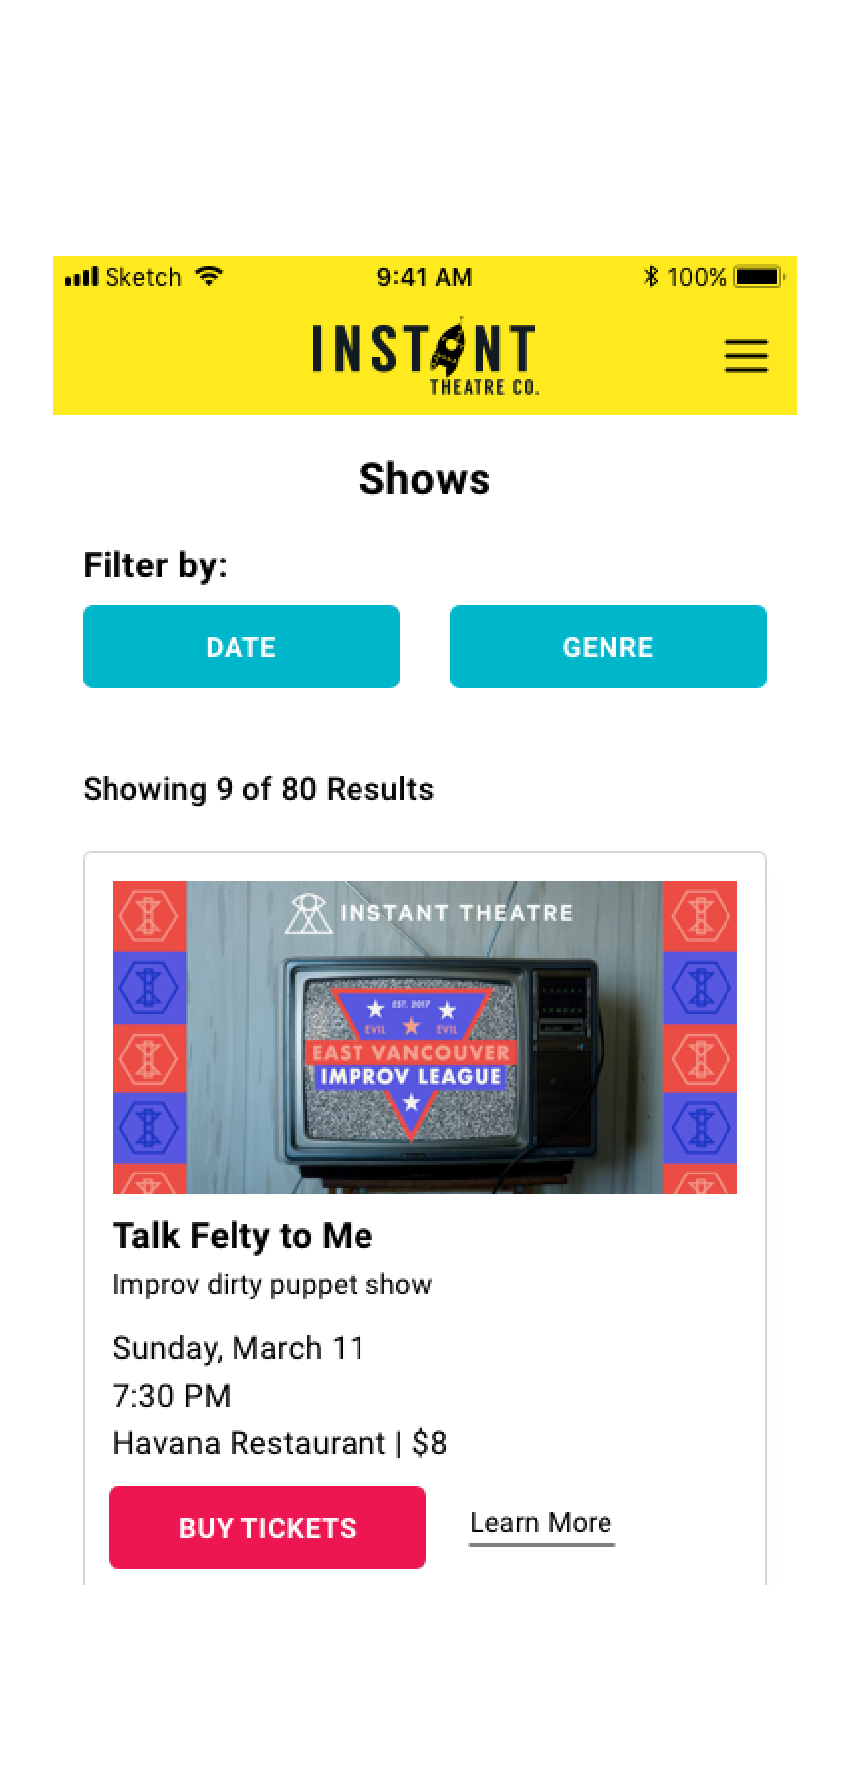 Sketch 9:41 AM 100%
INSTANT
THEATRE CO.
Shows
Filter by:
DATE GENRE
Showing 9 of 80 Results
INSTANT THEATRE
EST. 2017
EVIL EVIL
EAST VANCOUVER
IMPROV LEAGUE
Talk Felty to Me
Improv dirty puppet show
Sunday, March 11
7:30 PM
Havana Restaurant | $8
BUY TICKETS Learn More